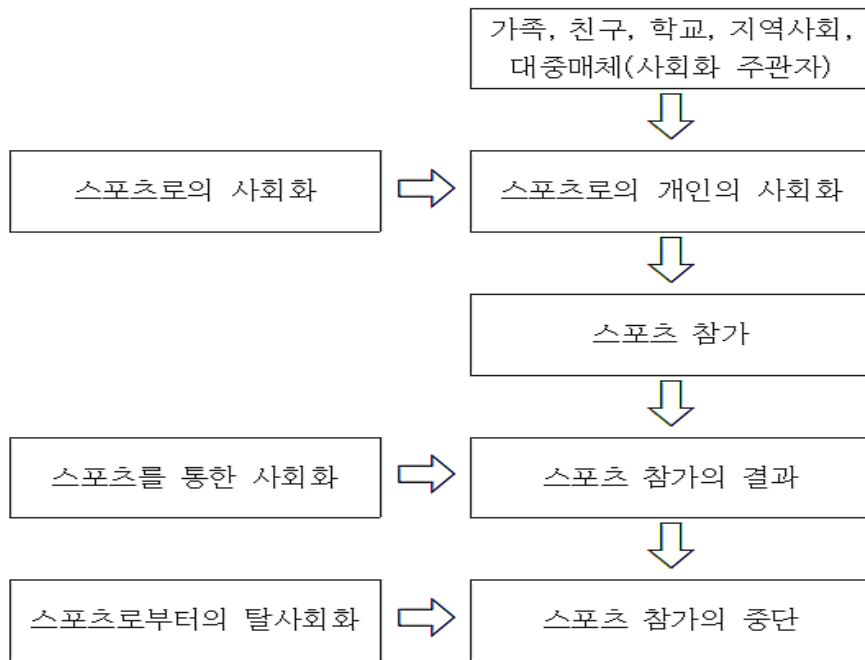 가족, 친구, 학교, 지역사회,
대중매체(사회화 주관자)
스포츠로의 사회화
스포츠로의 개인의 사회화
스포츠 참가
스포츠를 통한 사회화
스포츠 참가의 결과
스포츠로부터의 탈사회화
스포츠 참가의 중단